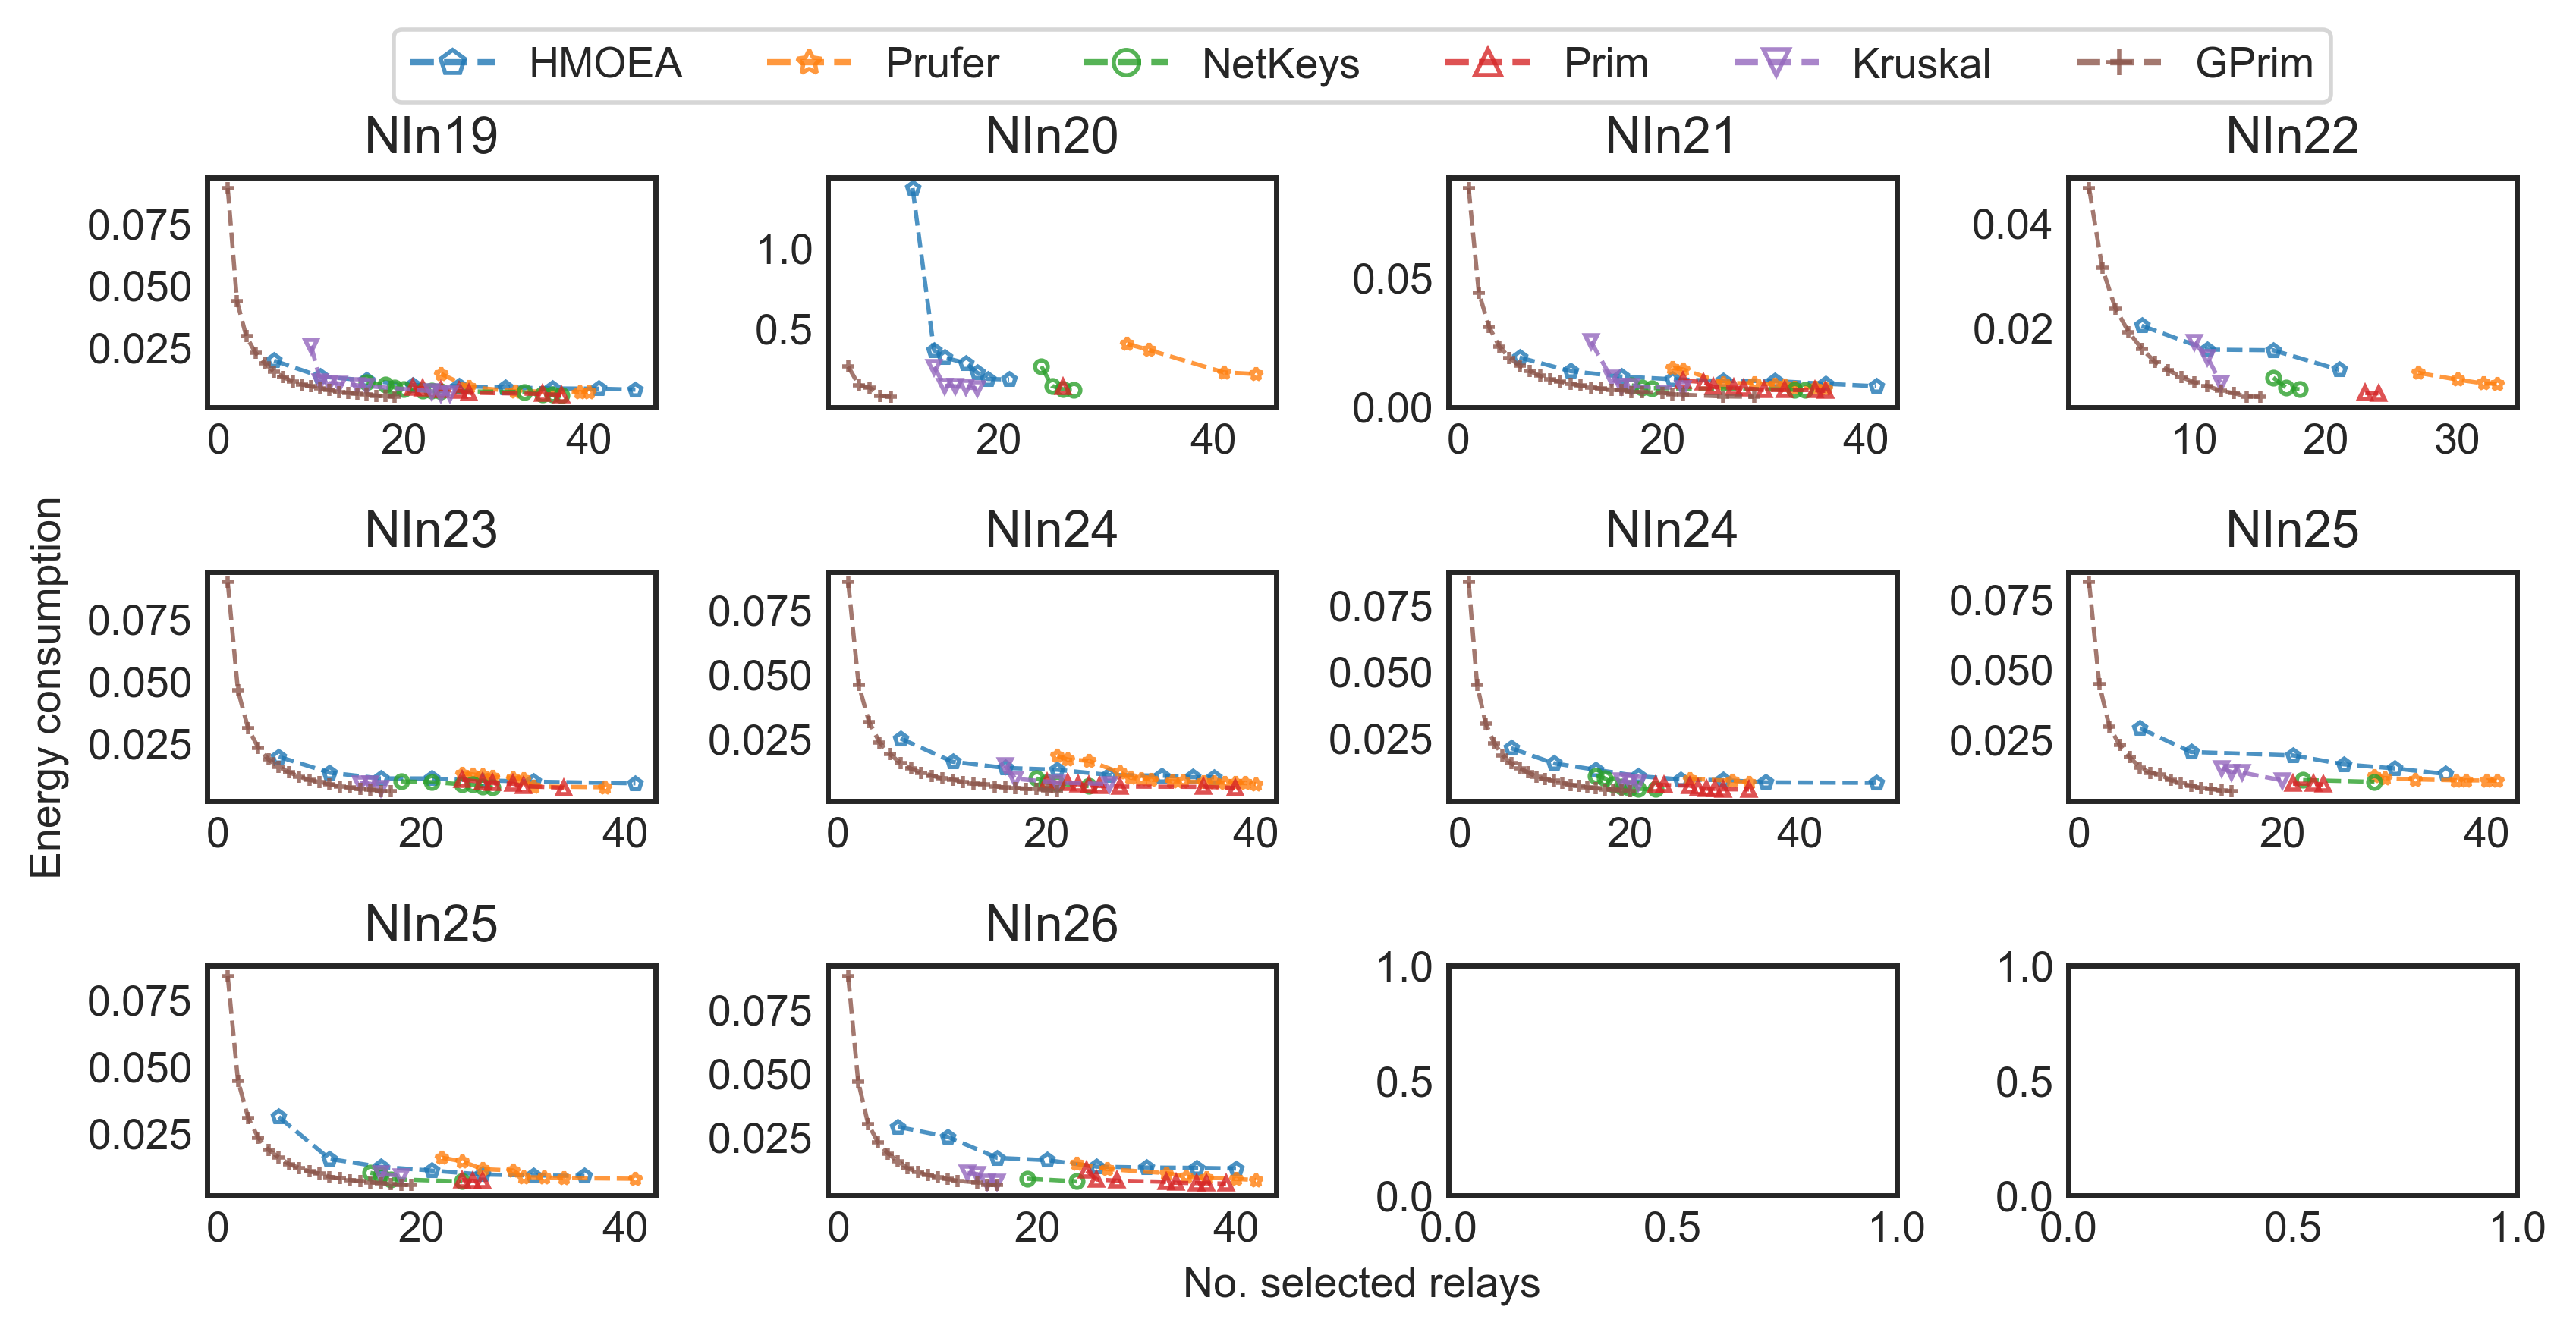 HMOEA Prufer NetKeys Prim Kruskal GPrim
NIn19 NIn20 NIn21 NIn22
0.075 0.050 0.025
0 20 40
1.0 0.5
20 40
0.05 0.00
0 20 40
0.04 0.02
10 20 30
Energy consumption
NIn23 NIn24 NIn24 NIn25
0.075 0.050 0.025
0 20 40
0.075 0.050 0.025
0 20 40
0.075 0.050 0.025
0 20 40
0.075 0.050 0.025
0 20 40
NIn25 NIn26
0.075 0.050 0.025
0 20 40
0.075 0.050 0.025
0 20 40
1.0 0.5 0.0
0.0 0.5 1.0
1.0 0.5 0.0
0.0 0.5 1.0
No. selected relays